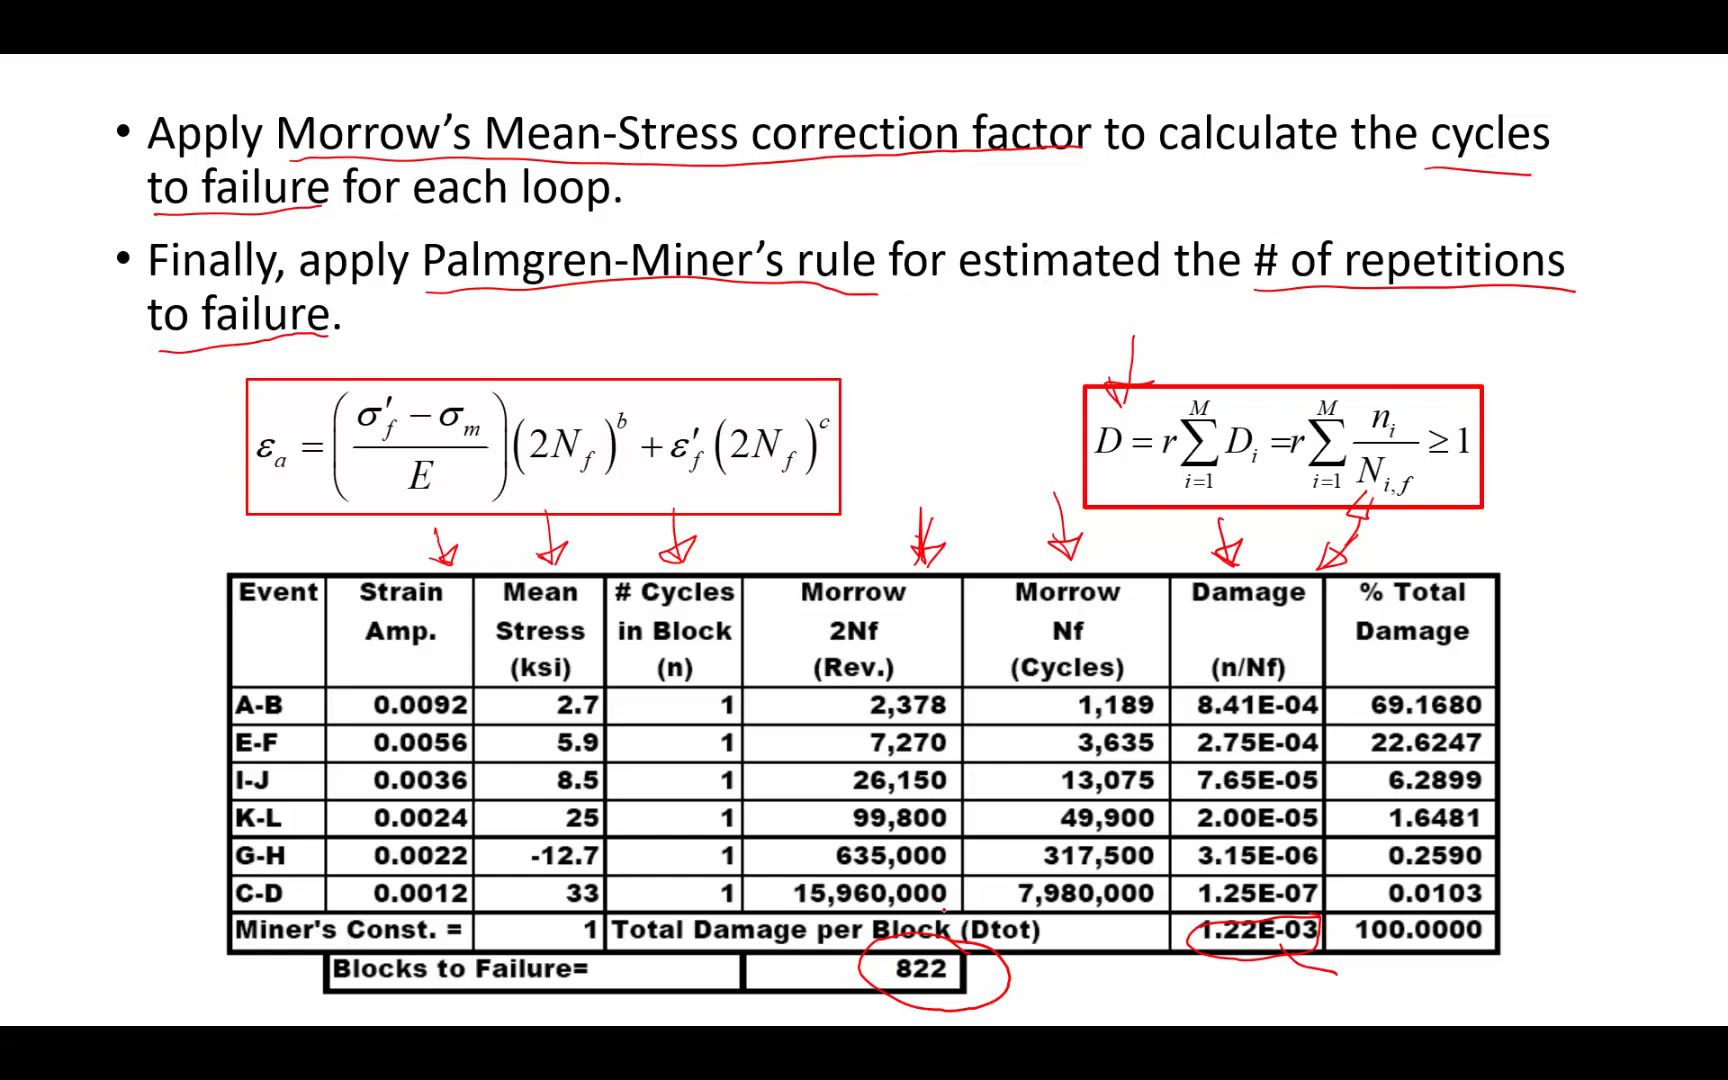 • Apply Morrow’s Mean-Stress correction factor to calculate the cycles
to failure for each loop.
• Finally, apply Palmgren-Miner’s rule for estimated the # of repetitions
to failure.
εₐ = ((σ′f − σm) / E) (2Nf)^b + ε′f (2Nf)^c
D = r ∑_{i=1}^{M} Dᵢ = r ∑_{i=1}^{M} nᵢ / N_{i,f} ≥ 1
Event Strain Mean # Cycles Morrow Morrow Damage % Total
Amp. Stress in Block 2Nf Nf Damage
(ksi) (n) (Rev.) (Cycles) (n/Nf)
A-B 0.0092 2.7 1 2,378 1,189 8.41E-04 69.1680
E-F 0.0056 5.9 1 7,270 3,635 2.75E-04 22.6247
I-J 0.0036 8.5 1 26,150 13,075 7.65E-05 6.2899
K-L 0.0024 25 1 99,800 49,900 2.00E-05 1.6481
G-H 0.0022 -12.7 1 635,000 317,500 3.15E-06 0.2590
C-D 0.0012 33 1 15,960,000 7,980,000 1.25E-07 0.0103
Miner's Const. = 1 Total Damage per Block (Dtot) 1.22E-03 100.0000
Blocks to Failure= 822